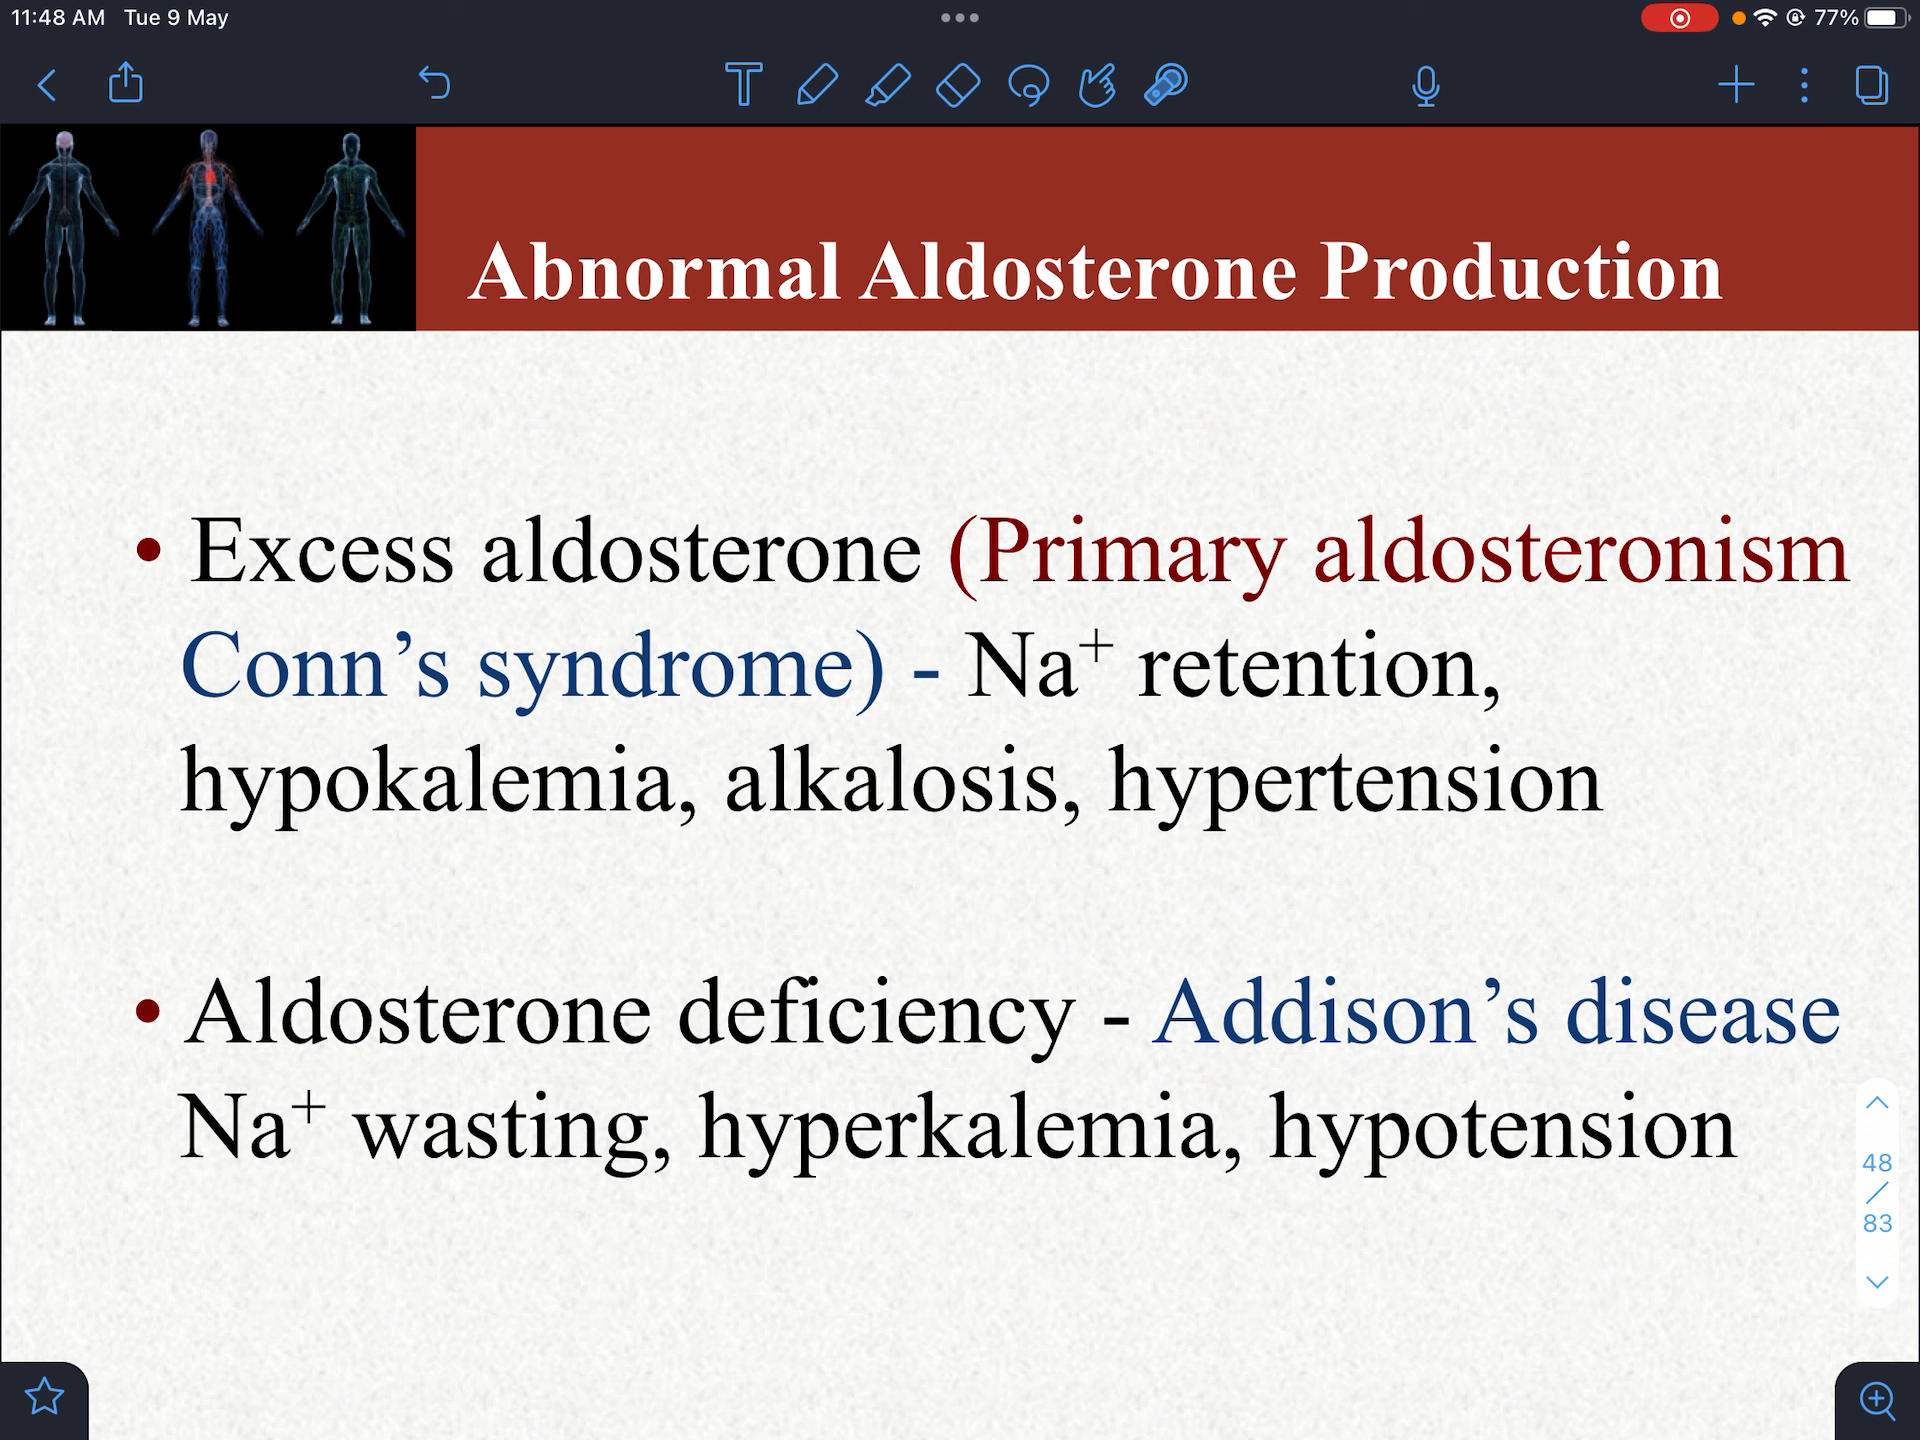 11:48 AM Tue 9 May
77%
Abnormal Aldosterone Production
• Excess aldosterone (Primary aldosteronism
Conn’s syndrome) - Na⁺ retention,
hypokalemia, alkalosis, hypertension
• Aldosterone deficiency - Addison’s disease
Na⁺ wasting, hyperkalemia, hypotension
48
/
83